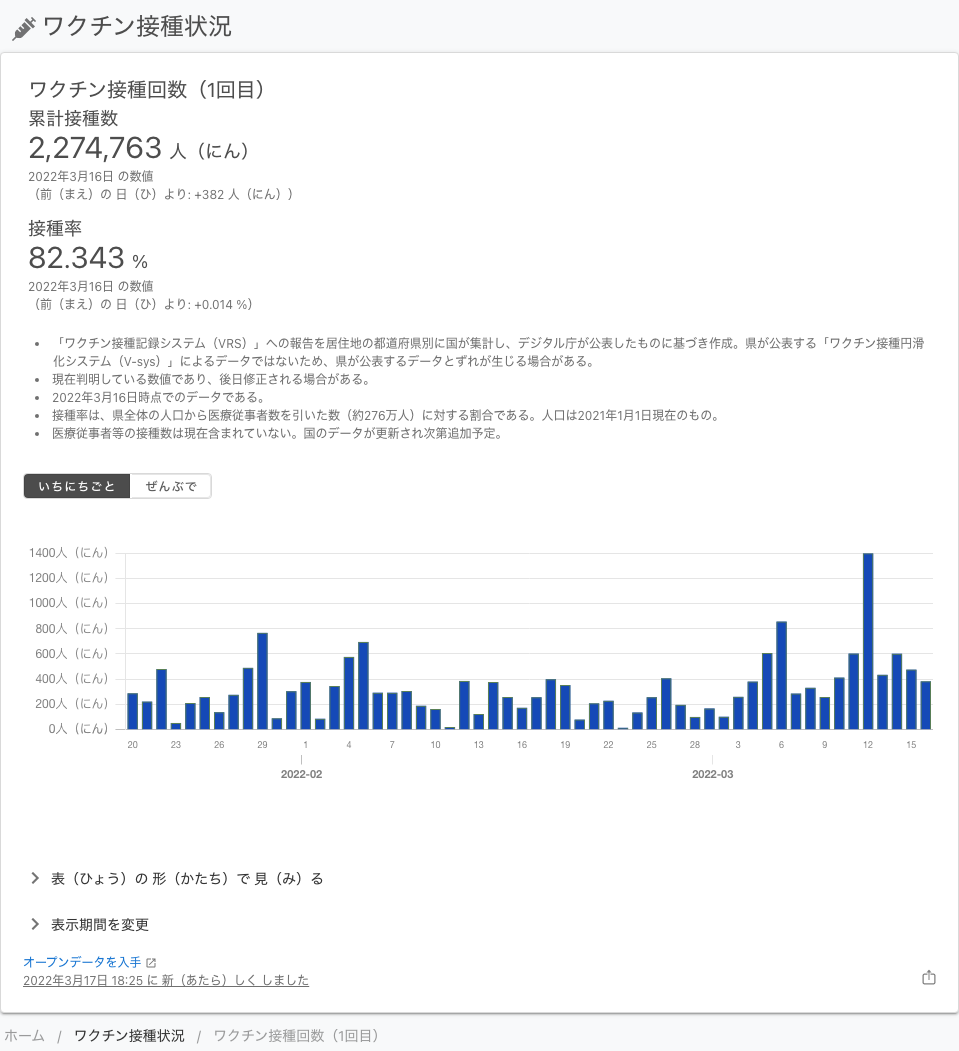 ワクチン接種状況
ワクチン接種回数（1回目）
累計接種数
2,274,763 人（にん）
2022年3月16日 の数値
（前（まえ）の 日（ひ）より: +382 人（にん））
接種率
82.343 %
2022年3月16日 の数値
（前（まえ）の 日（ひ）より: +0.014 %）
• 「ワクチン接種記録システム（VRS）」への報告を居住地の都道府県別に国が集計し、デジタル庁が公表したものに基づき作成。県が公表する「ワクチン接種円滑
化システム（V-sys）」によるデータではないため、県が公表するデータとずれが生じる場合がある。
• 現在判明している数値であり、後日修正される場合がある。
• 2022年3月16日時点でのデータである。
• 接種率は、県全体の人口から医療従事者数を引いた数（約276万人）に対する割合である。人口は2021年1月1日現在のもの。
• 医療従事者等の接種数は現在含まれていない。国のデータが更新され次第追加予定。
いちにちごと ぜんぶで
1400人（にん）
1200人（にん）
1000人（にん）
800人（にん）
600人（にん）
400人（にん）
200人（にん）
0人（にん）
20 23 26 29 1 4 7 10 13 16 19 22 25 28 3 6 9 12 15
2022-02 2022-03
表（ひょう）の 形（かたち）で 見（み）る
表示期間を変更
オープンデータを入手
2022年3月17日 18:25 に 新（あたら）しく しました
ホーム / ワクチン接種状況 / ワクチン接種回数（1回目）